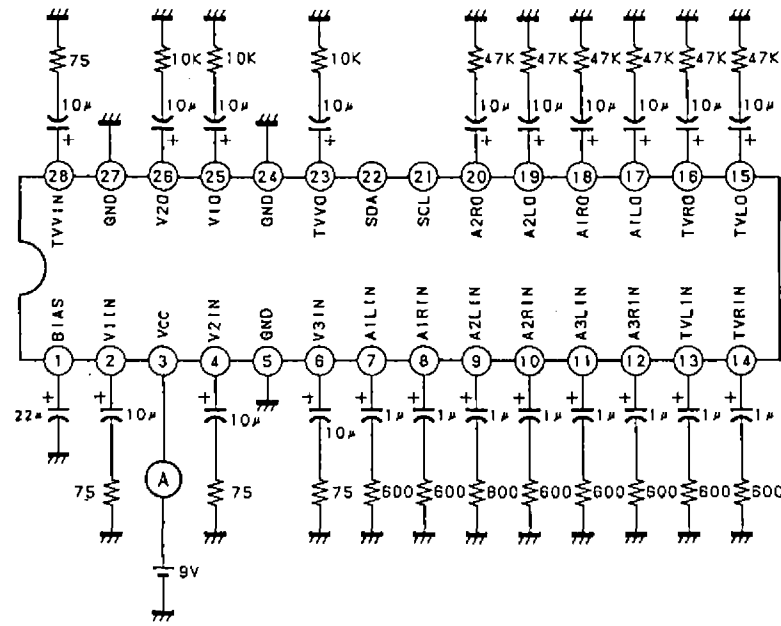 75 10K 10K 10K 47K 47K 47K 47K 47K 47K
10μ 10μ 10μ 10μ 10μ 10μ 10μ 10μ 10μ 10μ
+ + + + + + + + + +
28 27 26 25 24 23 22 21 20 19 18 17 16 15
TVVIN GND V2O V1O GND TVVO SDA SCL A2RO A2LO A1RO A1LO TVRO TVLO
BIAS V1IN VCC V2IN GND V3IN A1LIN A1RIN A2LIN A2RIN A3LIN A3RIN TVLIN TVRIN
1 2 3 4 5 6 7 8 9 10 11 12 13 14
+ + + + + + + + + + + +
22μ 10μ 10μ 10μ 1μ 1μ 1μ 1μ 1μ 1μ 1μ 1μ
75 A 75 75 600 600 600 600 600 600 600 600
9V